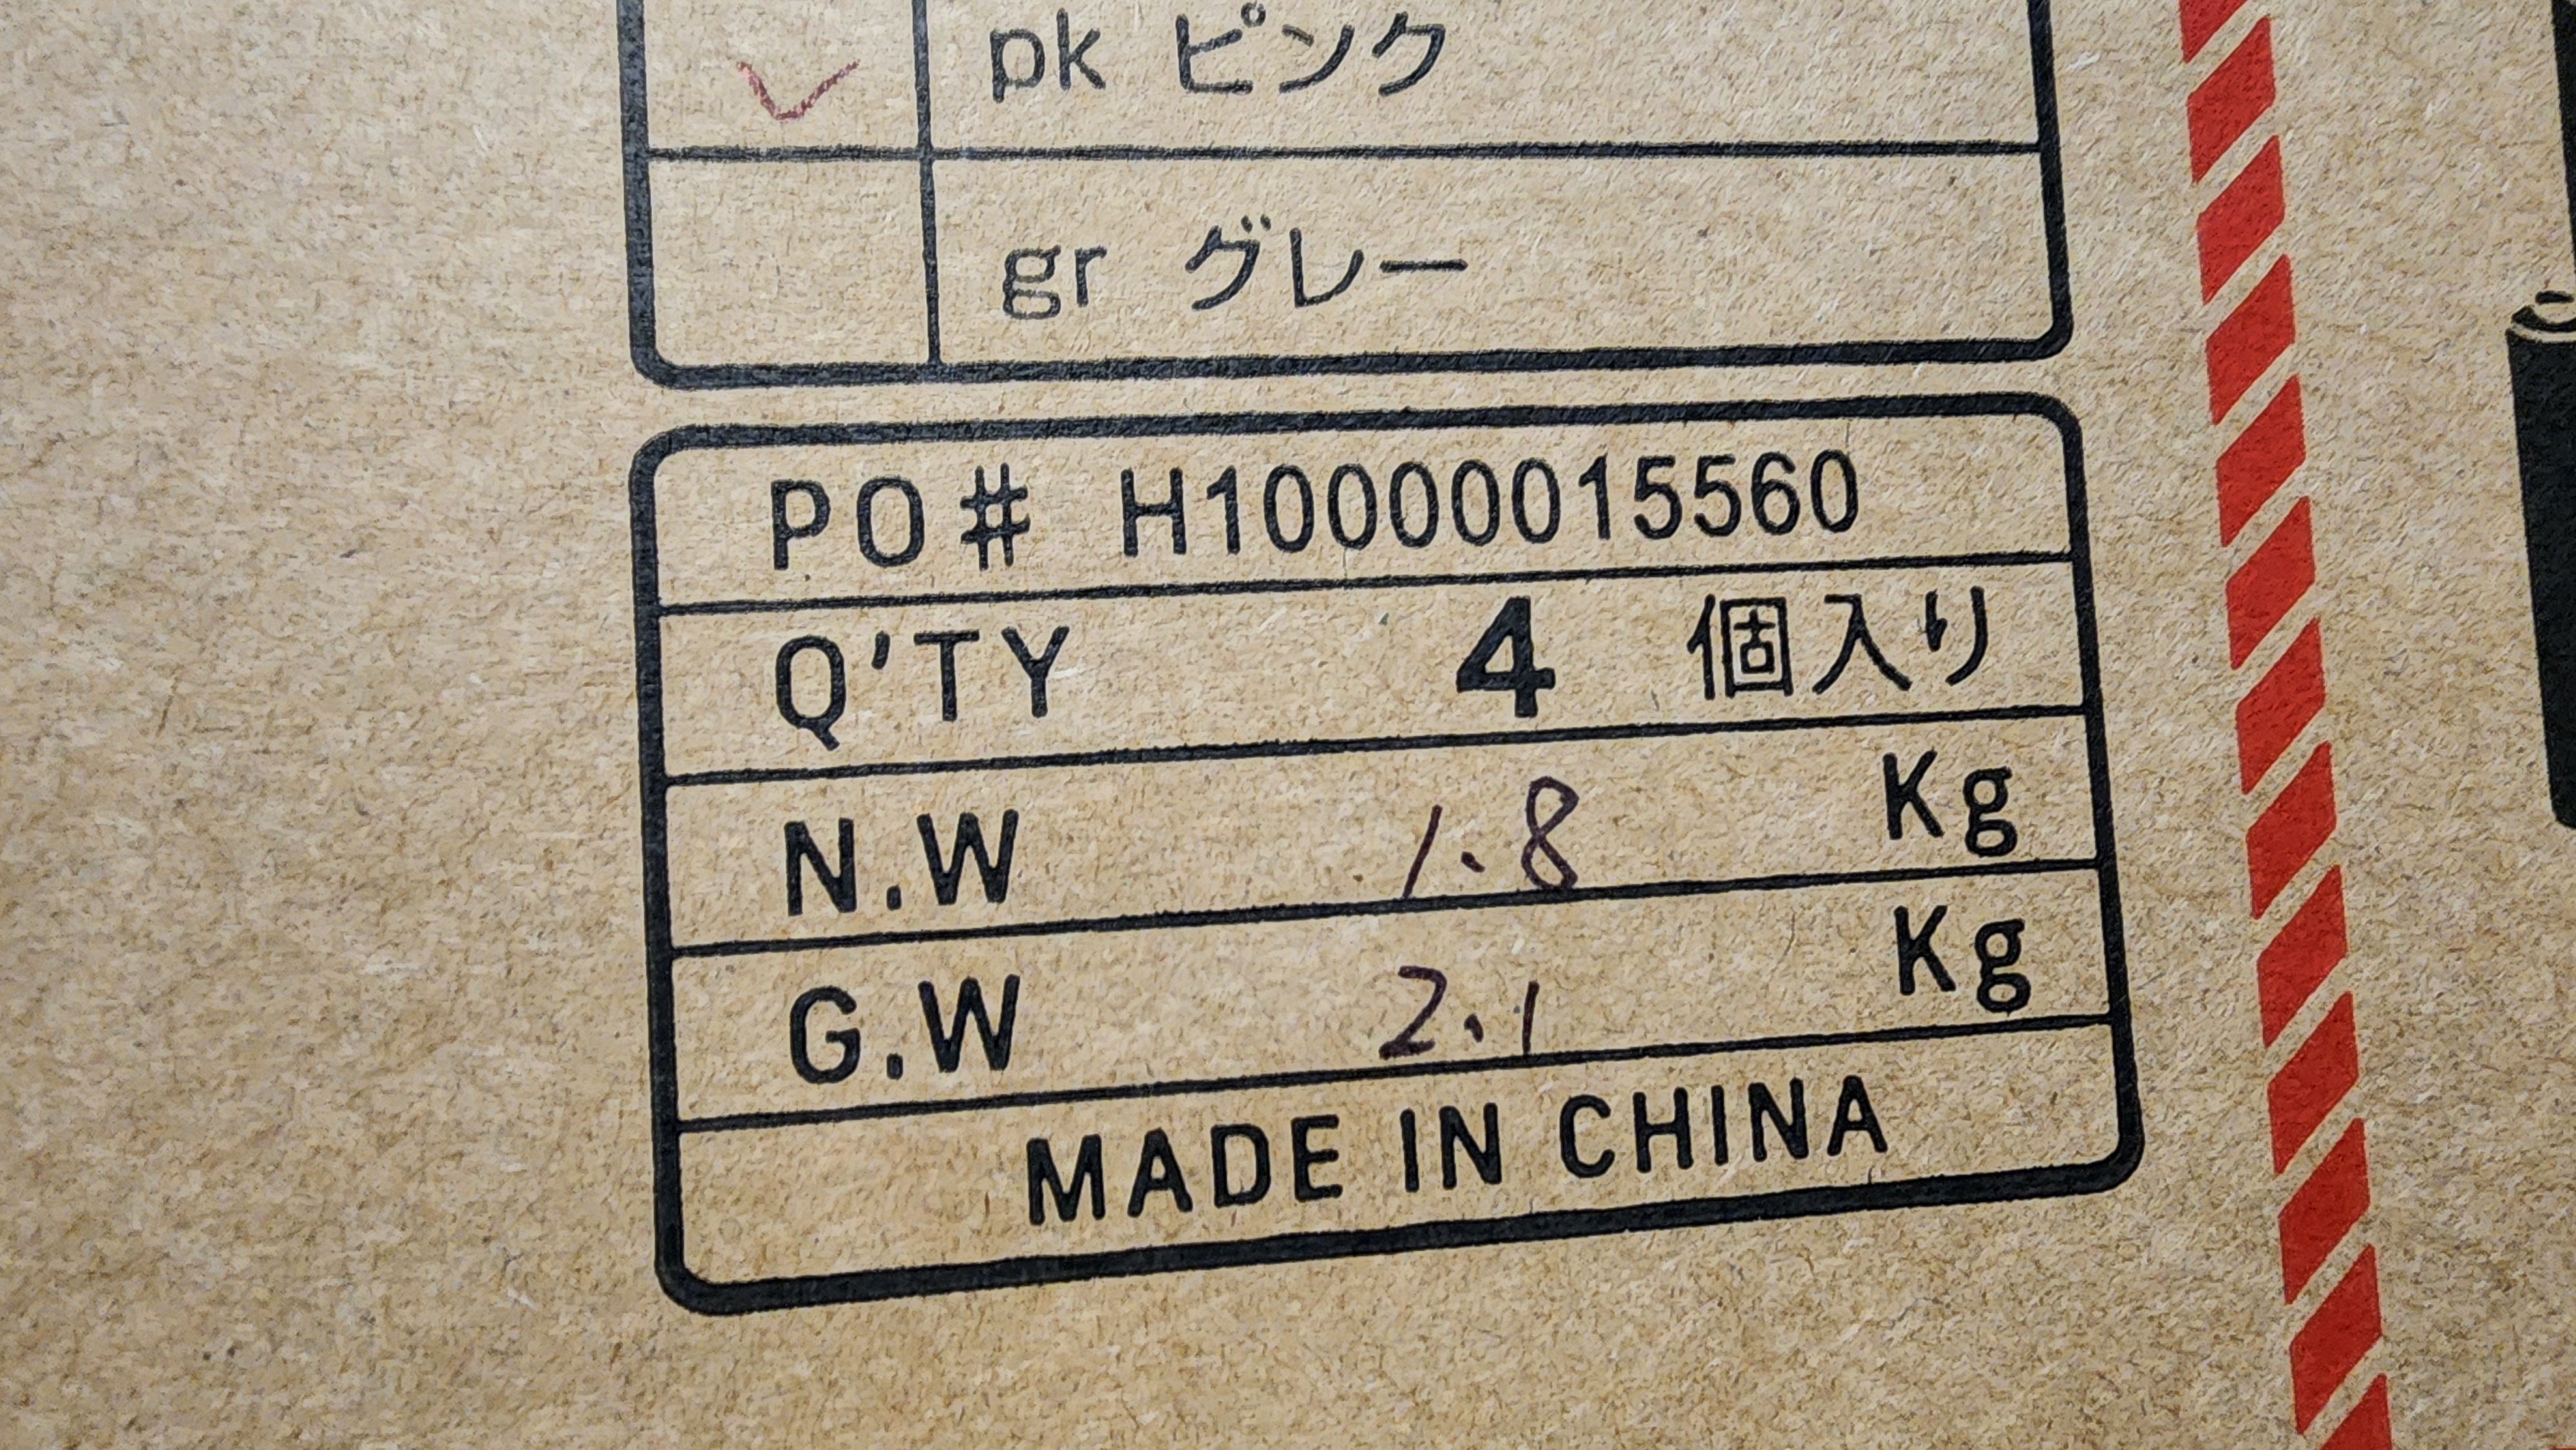 ✓ pk ピンク
gr グレー
PO# H10000015560
Q'TY 4 個入り
N.W 1.8 Kg
G.W 2.1 Kg
MADE IN CHINA